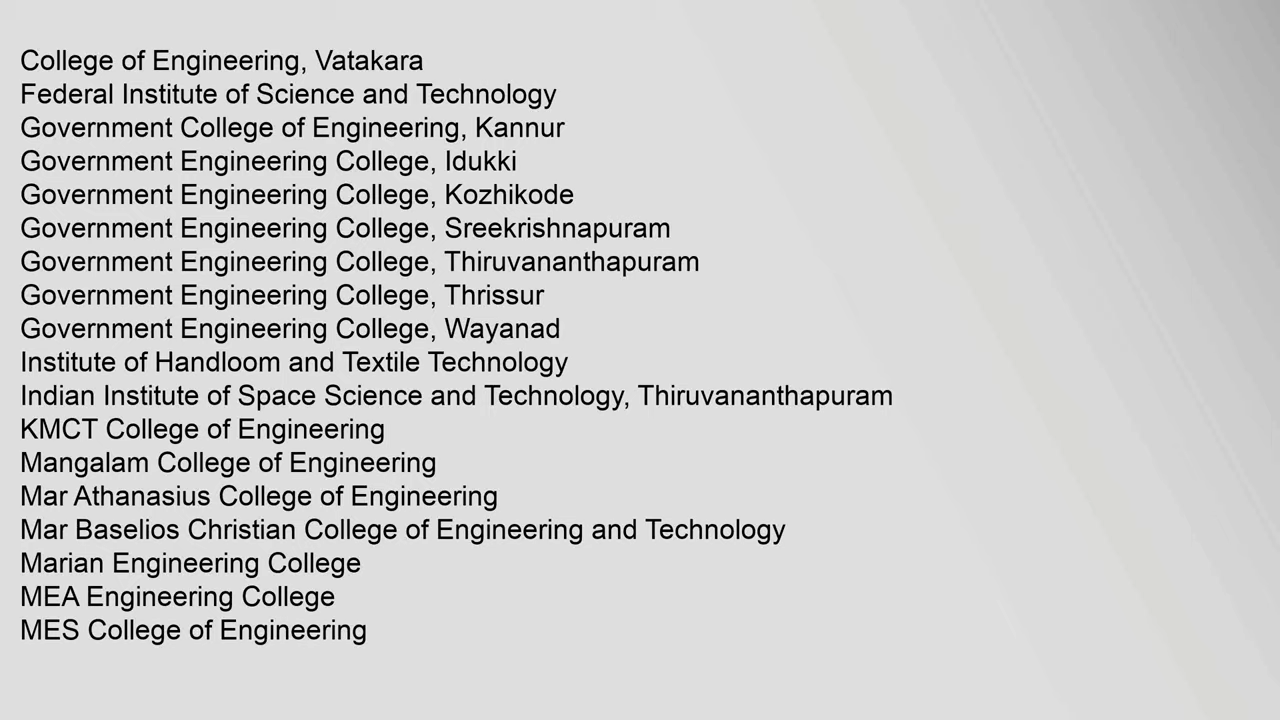 College of Engineering, Vatakara
Federal Institute of Science and Technology
Government College of Engineering, Kannur
Government Engineering College, Idukki
Government Engineering College, Kozhikode
Government Engineering College, Sreekrishnapuram
Government Engineering College, Thiruvananthapuram
Government Engineering College, Thrissur
Government Engineering College, Wayanad
Institute of Handloom and Textile Technology
Indian Institute of Space Science and Technology, Thiruvananthapuram
KMCT College of Engineering
Mangalam College of Engineering
Mar Athanasius College of Engineering
Mar Baselios Christian College of Engineering and Technology
Marian Engineering College
MEA Engineering College
MES College of Engineering